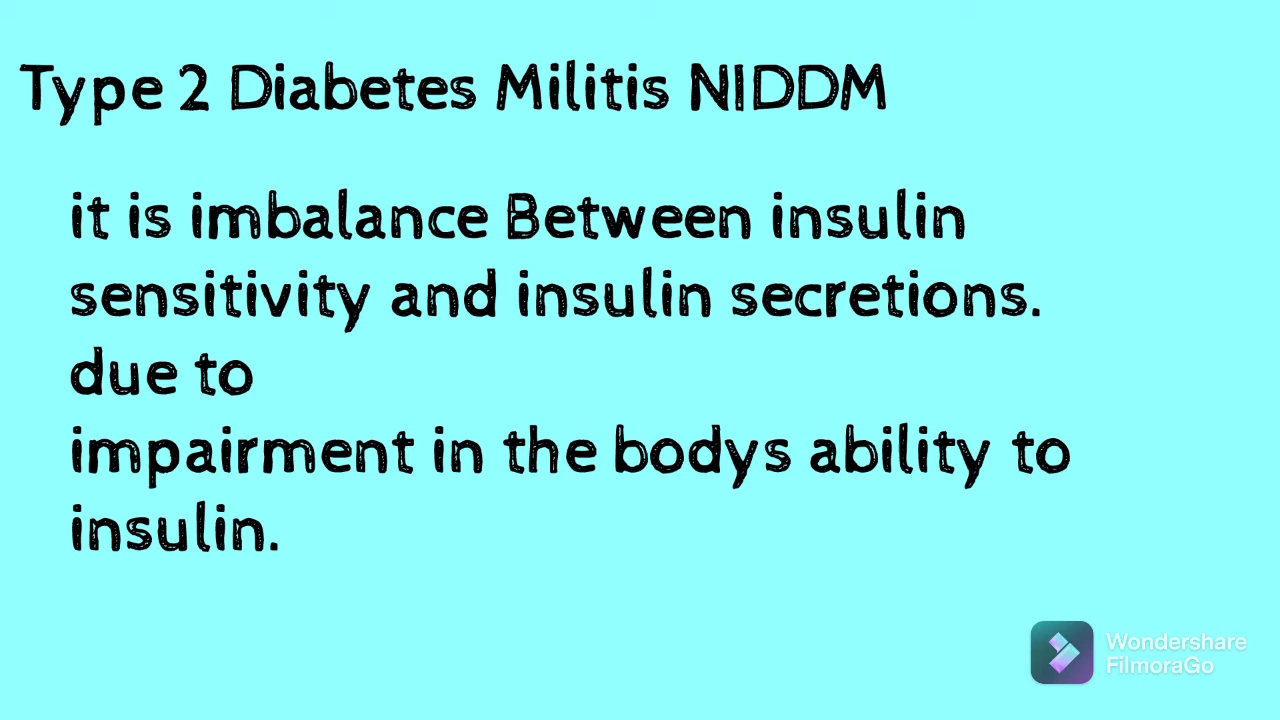 Type 2 Diabetes Militis NIDDM
it is imbalance Between insulin
sensitivity and insulin secretions.
due to
impairment in the bodys ability to
insulin.
Wondershare
FilmoraGo